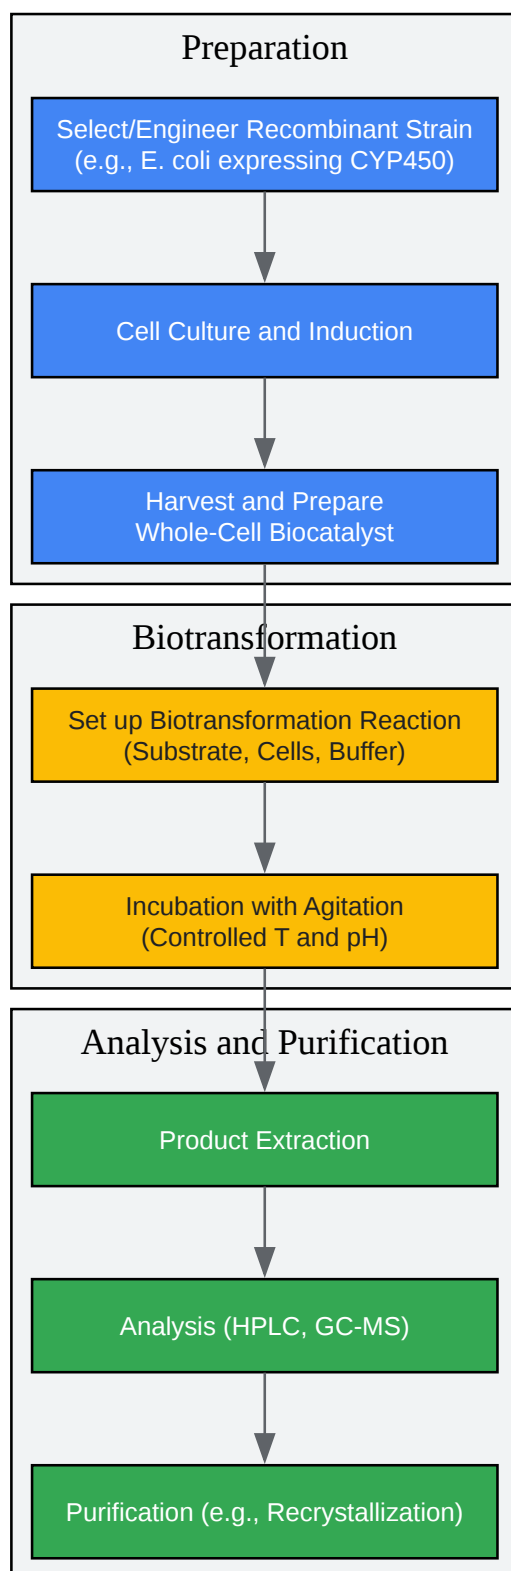 Preparation
Select/Engineer Recombinant Strain
(e.g., E. coli expressing CYP450)
Cell Culture and Induction
Harvest and Prepare
Whole-Cell Biocatalyst
Biotransformation
Set up Biotransformation Reaction
(Substrate, Cells, Buffer)
Incubation with Agitation
(Controlled T and pH)
Analysis and Purification
Product Extraction
Analysis (HPLC, GC-MS)
Purification (e.g., Recrystallization)